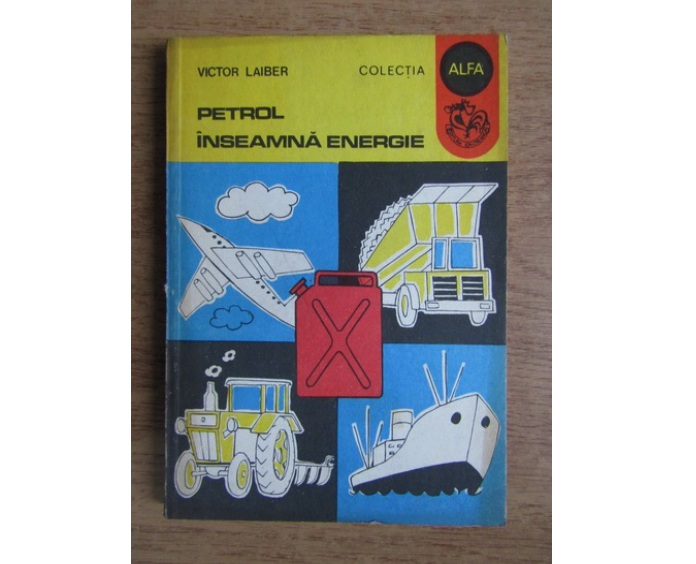 VICTOR LAIBER
COLECȚIA
ALFA
PETROL
ÎNSEAMNĂ ENERGIE